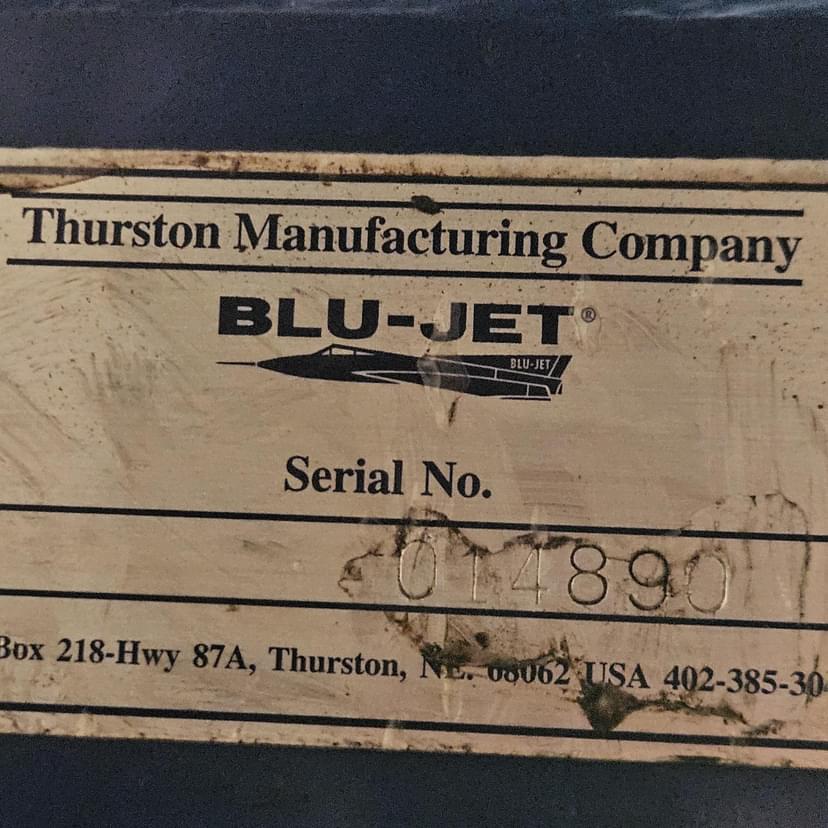 Thurston Manufacturing Company
BLU-JET®
BLU-JET
Serial No.
014890
Box 218-Hwy 87A, Thurston, NE. 68062 USA 402-385-30